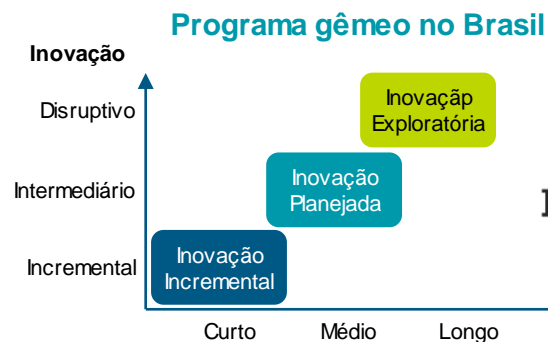 Programa gêmeo no Brasil
Inovação
Disruptivo
Inovaçãp
Exploratória
Intermediário
Inovação
Planejada
Incremental
Inovação
Incremental
Curto Médio Longo